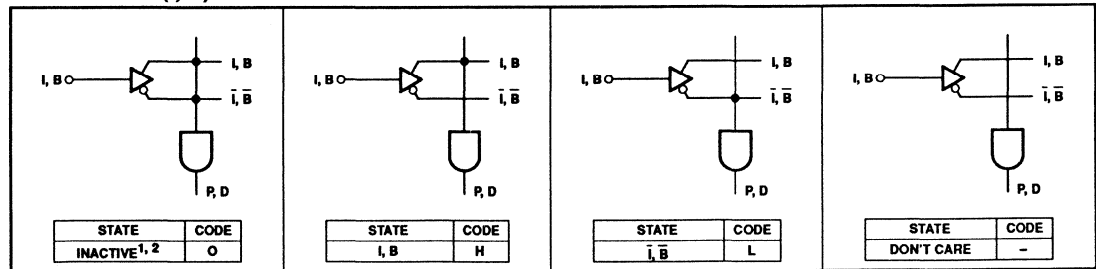 I, B
I, B
I̅, B̅
P, D
STATE CODE
INACTIVE1, 2 O
I, B
I, B
I̅, B̅
P, D
STATE CODE
I, B H
I, B
I, B
I̅, B̅
P, D
STATE CODE
I̅, B̅ L
I, B
I, B
I̅, B̅
P, D
STATE CODE
DON'T CARE –